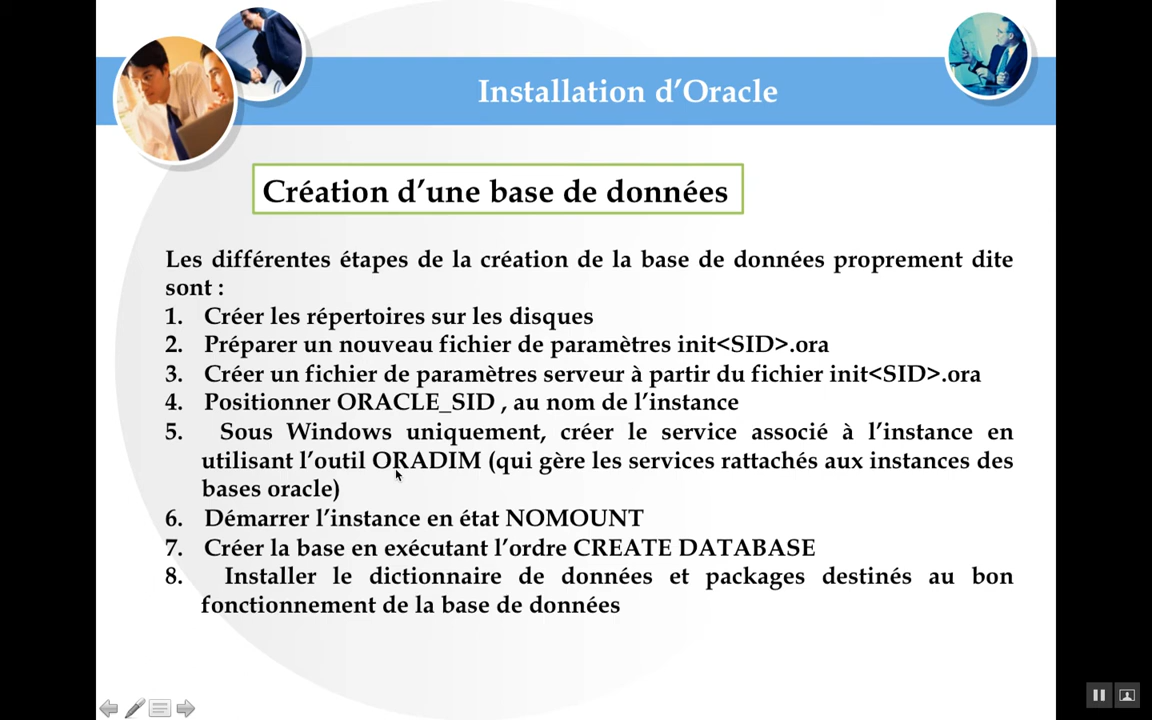 Installation d’Oracle
Création d’une base de données
Les différentes étapes de la création de la base de données proprement dite
sont :
1. Créer les répertoires sur les disques
2. Préparer un nouveau fichier de paramètres init<SID>.ora
3. Créer un fichier de paramètres serveur à partir du fichier init<SID>.ora
4. Positionner ORACLE_SID , au nom de l’instance
5. Sous Windows uniquement, créer le service associé à l’instance en
utilisant l’outil ORADIM (qui gère les services rattachés aux instances des
bases oracle)
6. Démarrer l’instance en état NOMOUNT
7. Créer la base en exécutant l’ordre CREATE DATABASE
8. Installer le dictionnaire de données et packages destinés au bon
fonctionnement de la base de données